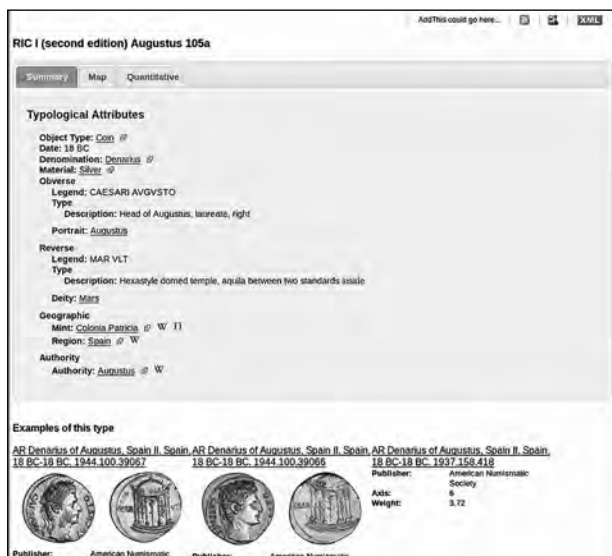 AddThis could go here...
XML
RIC I (second edition) Augustus 105a
Summary Map Quantitative
Typological Attributes
Object Type: Coin
Date: 18 BC
Denomination: Denarius
Material: Silver
Obverse
Legend: CAESARI AVGVSTO
Type
Description: Head of Augustus, laureate, right
Portrait: Augustus
Reverse
Legend: MAR VLT
Type
Description: Hexastyle domed temple, aquila between two standards inside
Deity: Mars
Geographic
Mint: Colonia Patricia W Π
Region: Spain W
Authority
Authority: Augustus W
Examples of this type
AR Denarius of Augustus, Spain II, Spain, 18 BC-18 BC. 1944.100.39067
Publisher: American Numismatic
AR Denarius of Augustus, Spain II, Spain, 18 BC-18 BC. 1944.100.39066
Publisher: American Numismatic
AR Denarius of Augustus, Spain II, Spain, 18 BC-18 BC. 1937.158.418
Publisher: American Numismatic
Society
Axis: 6
Weight: 3.72